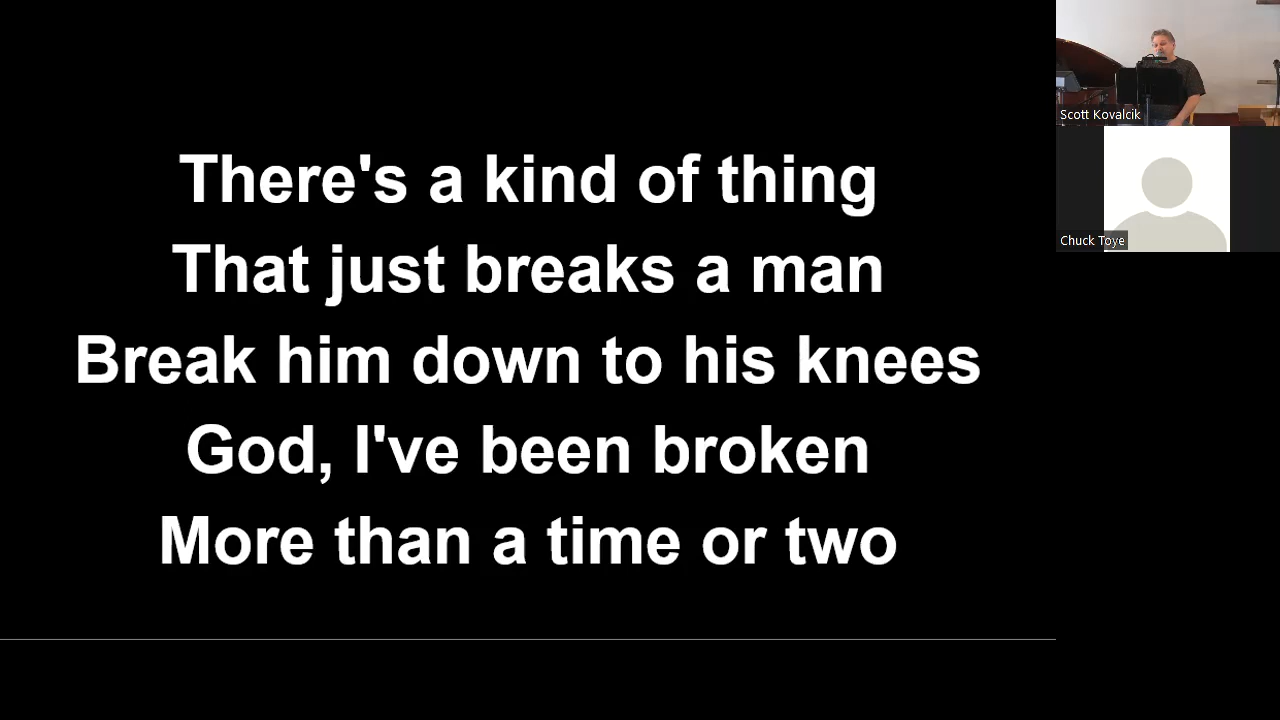 There's a kind of thing
That just breaks a man
Break him down to his knees
God, I've been broken
More than a time or two
Scott Kovalcik
Chuck Toye